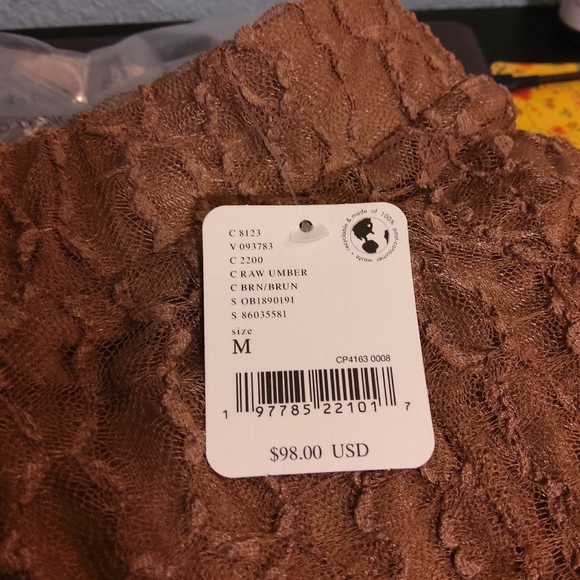 recyclable & made of 100% post-consumer waste •
C 8123
V 093783
C 2200
C RAW UMBER
C BRN/BRUN
S OB1890191
S 86035581
size
M
CP4163 0008
1 97785 22101 7
$98.00 USD